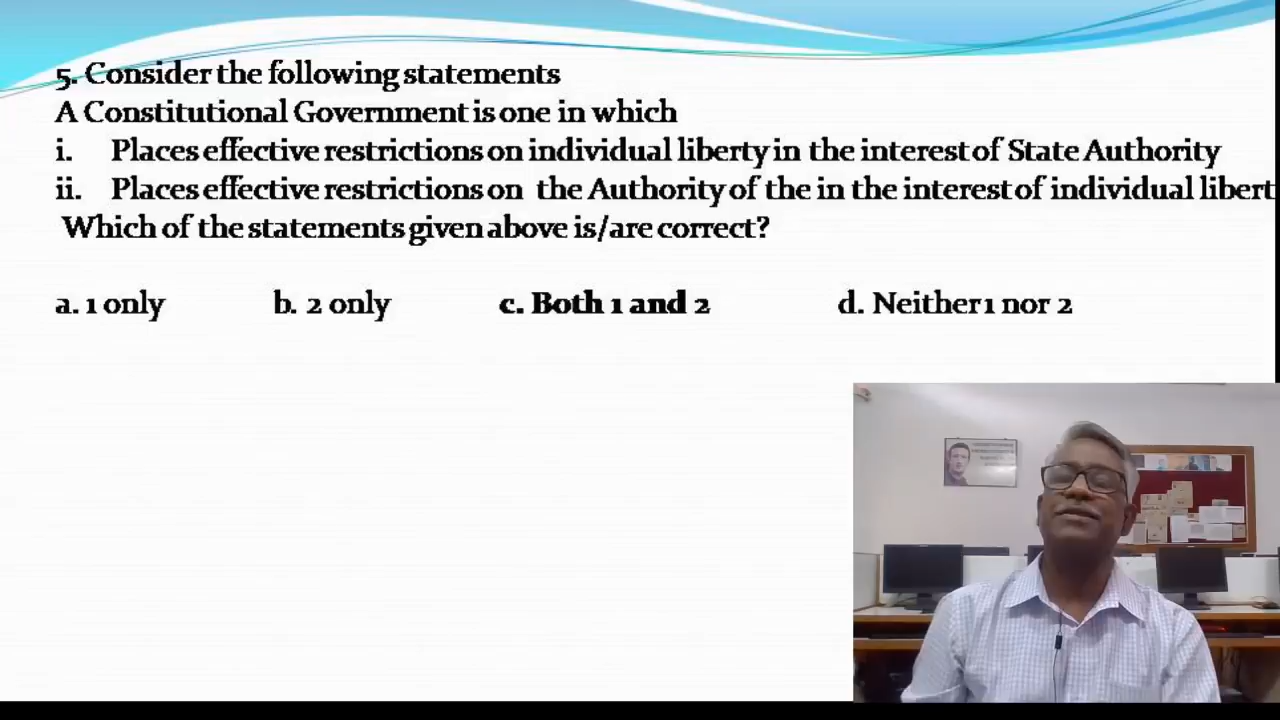 5. Consider the following statements
A Constitutional Government is one in which
i. Places effective restrictions on individual liberty in the interest of State Authority
ii. Places effective restrictions on the Authority of the in the interest of individual libert
Which of the statements given above is/are correct?
a. 1 only b. 2 only c. Both 1 and 2 d. Neither 1 nor 2